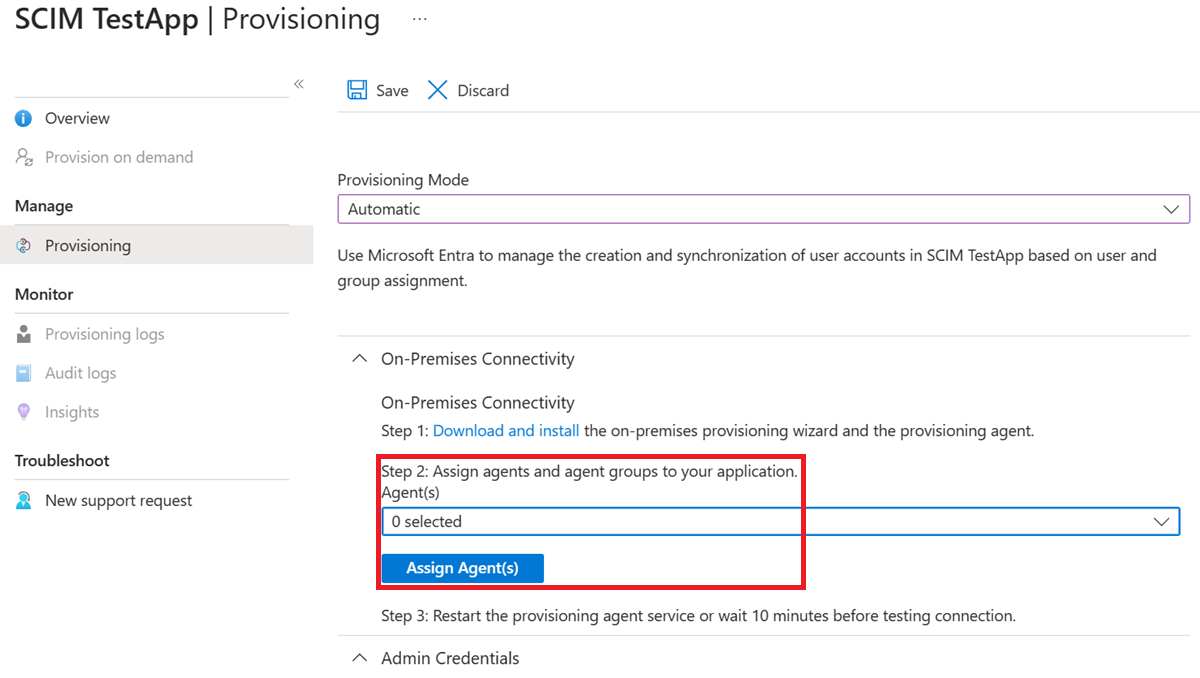 SCIM TestApp | Provisioning ...
Save
Discard
Overview
Provision on demand
Manage
Provisioning
Monitor
Provisioning logs
Audit logs
Insights
Troubleshoot
New support request
Provisioning Mode
Automatic
Use Microsoft Entra to manage the creation and synchronization of user accounts in SCIM TestApp based on user and
group assignment.
On-Premises Connectivity
On-Premises Connectivity
Step 1: Download and install the on-premises provisioning wizard and the provisioning agent.
Step 2: Assign agents and agent groups to your application.
Agent(s)
0 selected
Assign Agent(s)
Step 3: Restart the provisioning agent service or wait 10 minutes before testing connection.
Admin Credentials